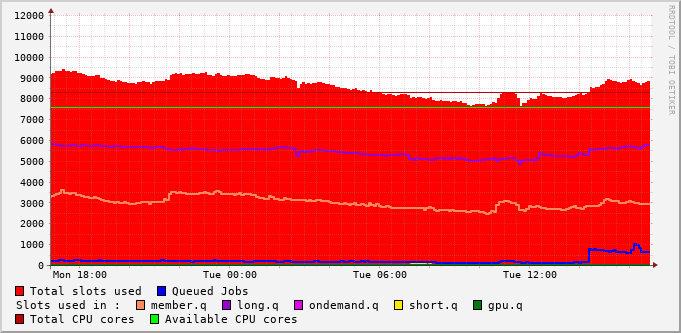 12000
11000
10000
9000
8000
7000
6000
5000
4000
3000
2000
1000
0
Mon 18:00 Tue 00:00 Tue 06:00 Tue 12:00
Total slots used Queued Jobs
Slots used in : member.q long.q ondemand.q short.q gpu.q
Total CPU cores Available CPU cores
RRDTOOL / TOBI OETIKER